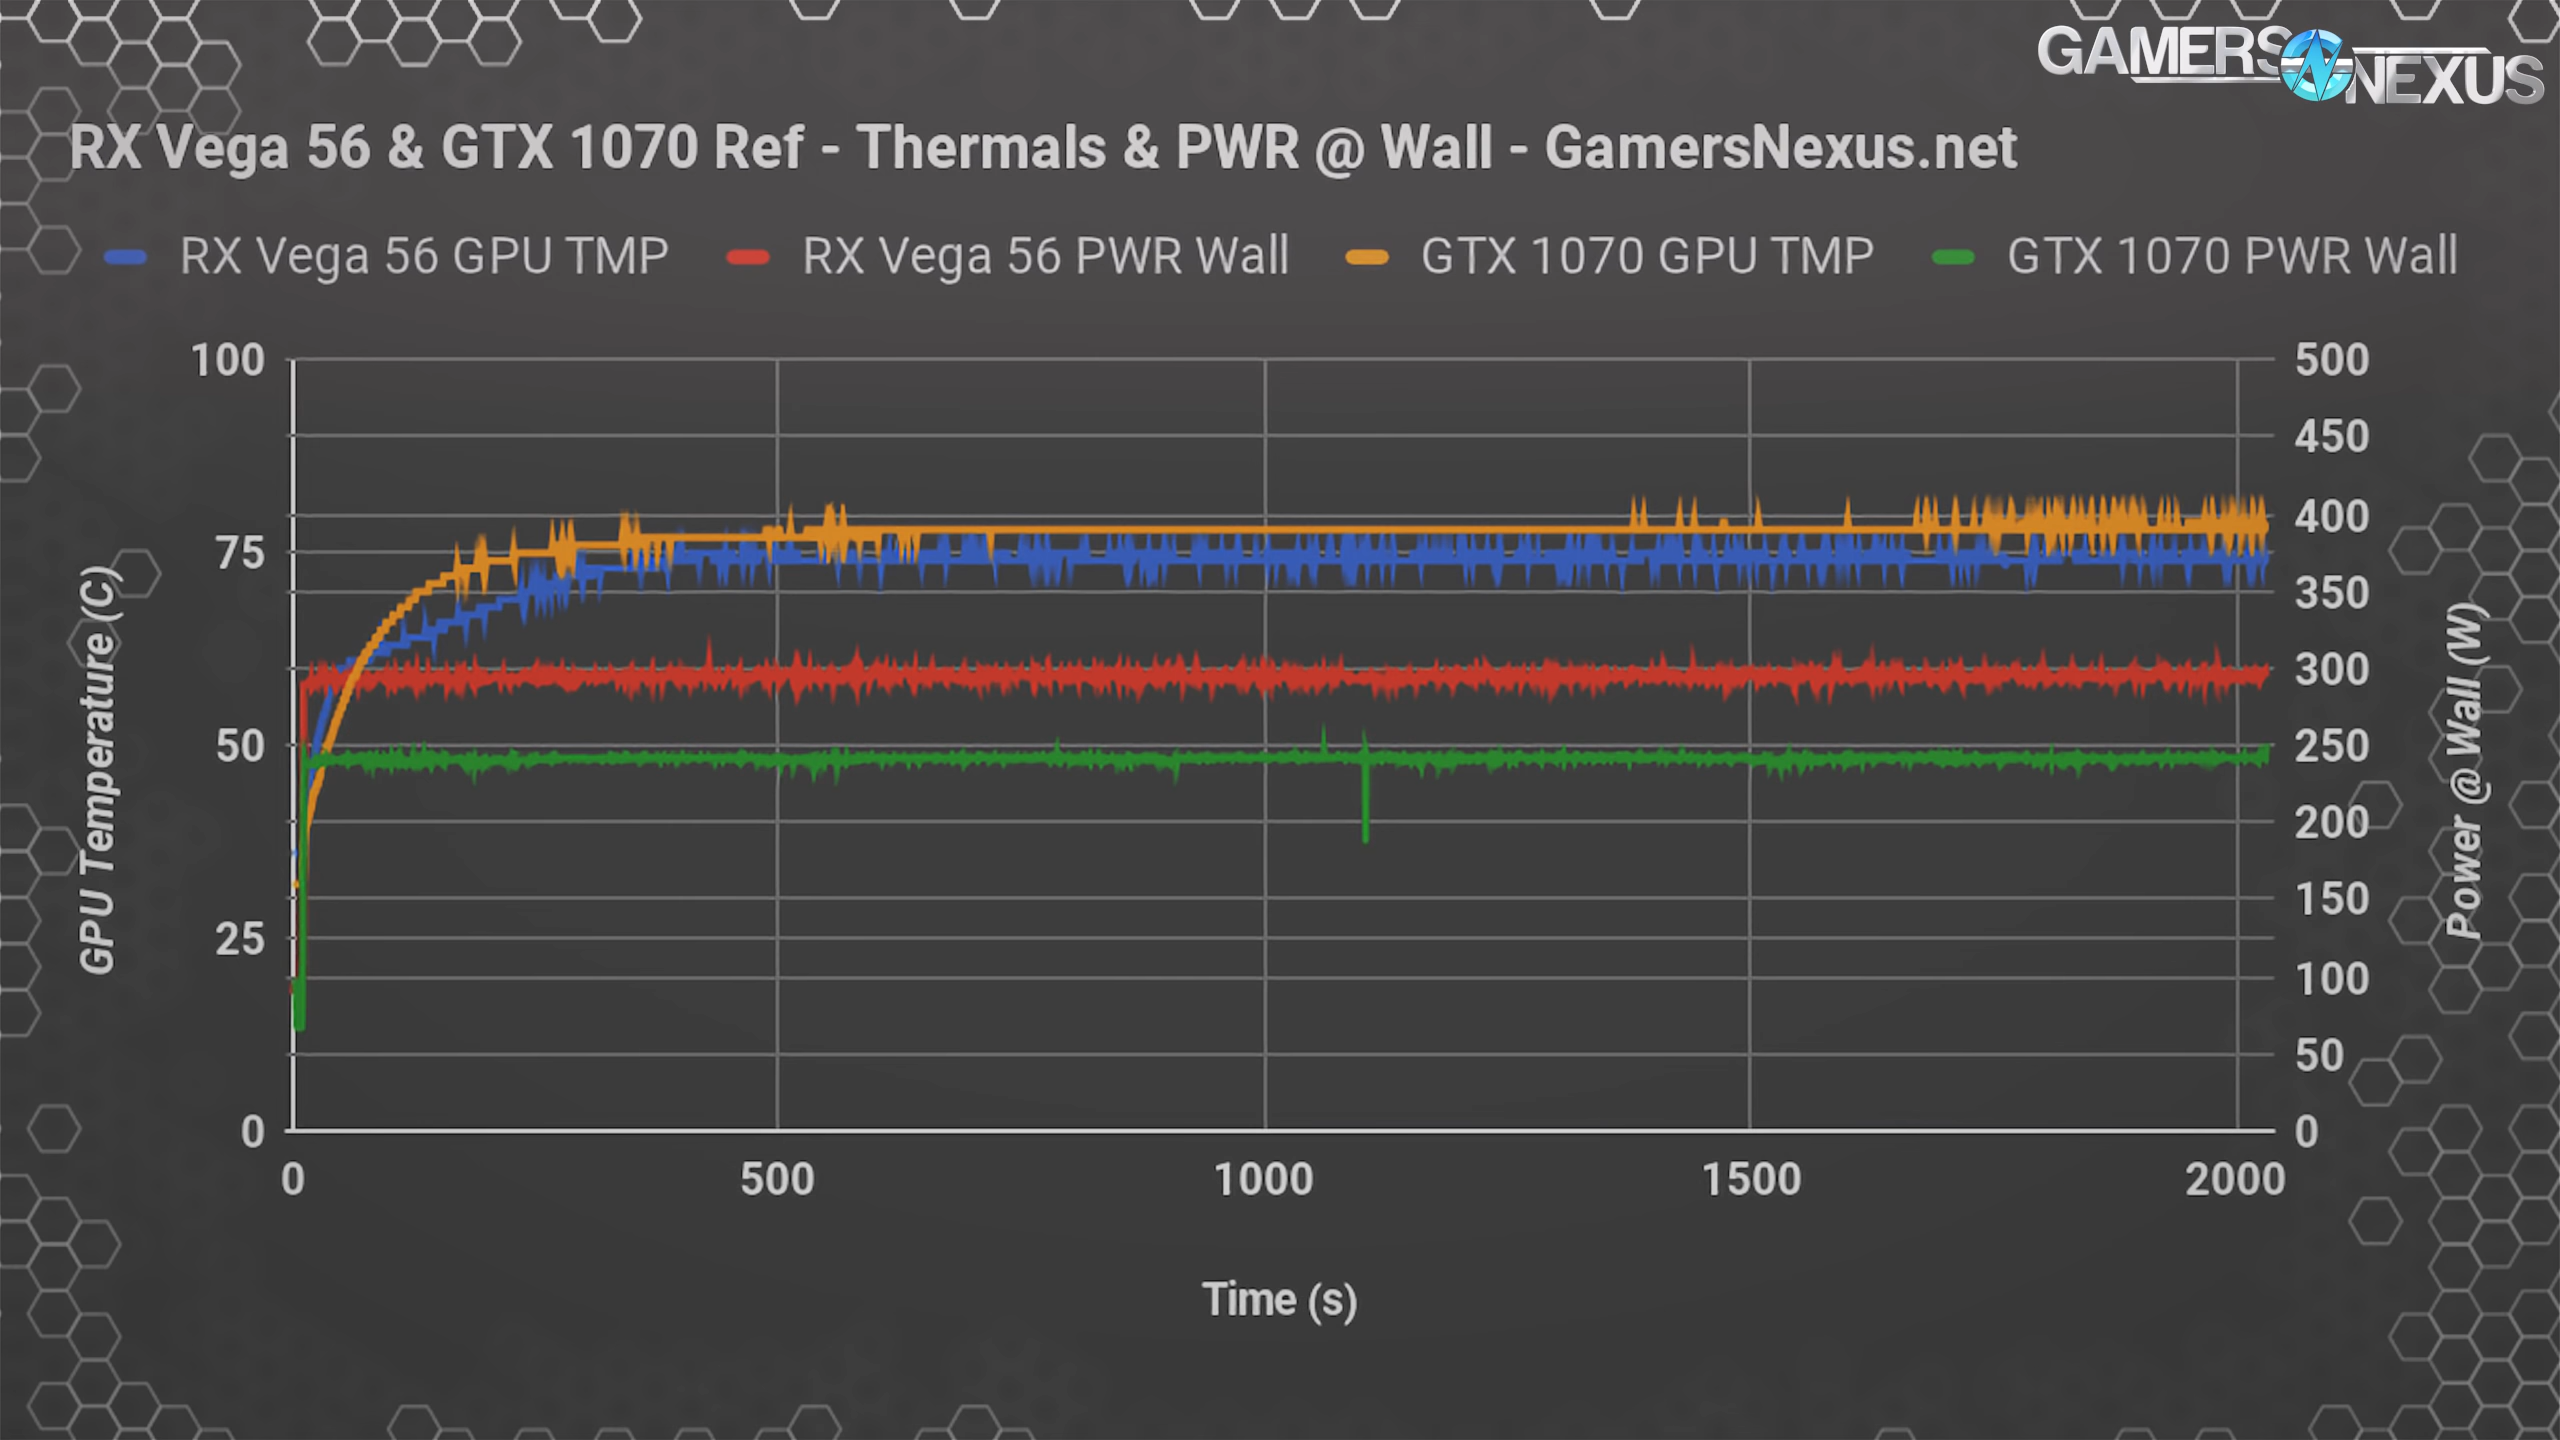 GAMERS NEXUS
RX Vega 56 & GTX 1070 Ref - Thermals & PWR @ Wall - GamersNexus.net
RX Vega 56 GPU TMP RX Vega 56 PWR Wall GTX 1070 GPU TMP GTX 1070 PWR Wall
100
75
50
25
0
GPU Temperature (C)
500
450
400
350
300
250
200
150
100
50
0
Power @ Wall (W)
0 500 1000 1500 2000
Time (s)